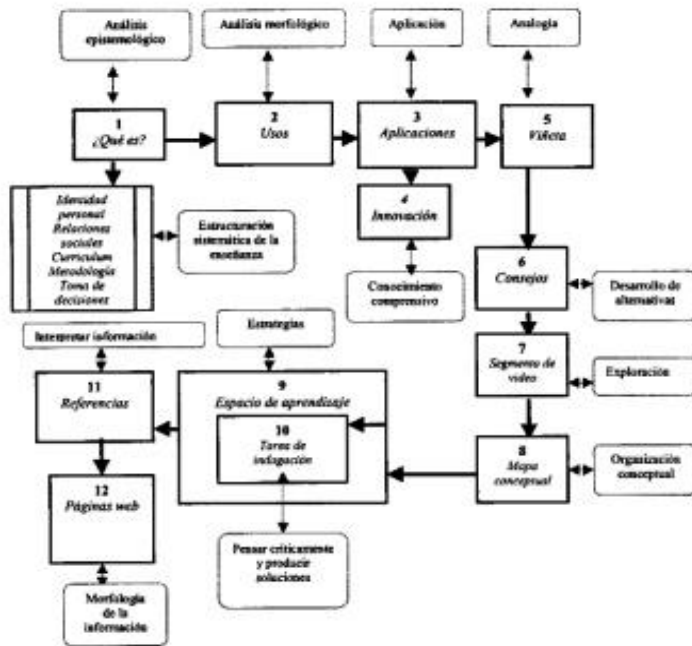 Análisis
epistemológico
Análisis morfológico
Aplicación
Analogía
1
¿Qué es?
2
Usos
3
Aplicaciones
5
Viñeta
Identidad
personal
Relaciones
sociales
Curriculum
Metodología
Toma de
decisiones
Estructuración
sistemática de la
enseñanza
4
Innovación
Conocimiento
comprensivo
6
Consejos
Desarrollo de
alternativas
Interpretar información
Estrategias
7
Segmento de
video
Exploración
11
Referencias
9
Espacio de aprendizaje
10
Tarea de
indagación
8
Mapa
conceptual
Organización
conceptual
12
Páginas web
Pensar críticamente
y producir
soluciones
Morfología
de la
información